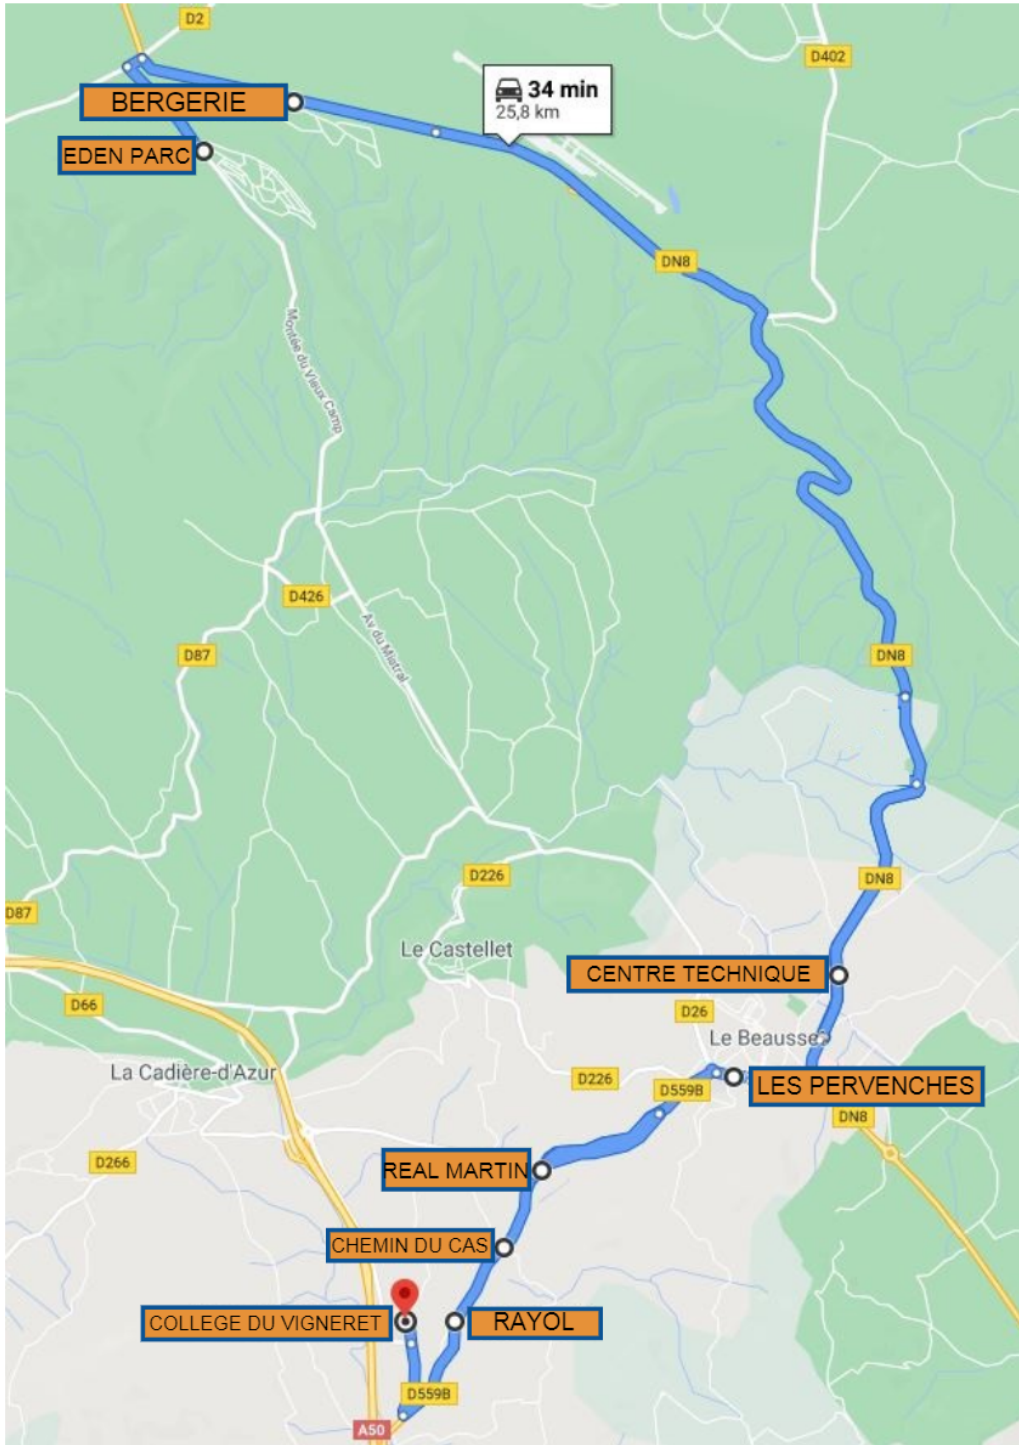 D2
D402
34 min
25,8 km
BERGERIE
EDEN PARC
DN8
Montée du Vieux Camp
D426
Av du Mistral
D87
DN8
D226
DN8
D87
Le Castellet
CENTRE TECHNIQUE
D66
D26
Le Beausset
La Cadière-d'Azur
D226
D559B
LES PERVENCHES
DN8
D266
REAL MARTIN
CHEMIN DU CAS
COLLEGE DU VIGNERET
RAYOL
D559B
A50